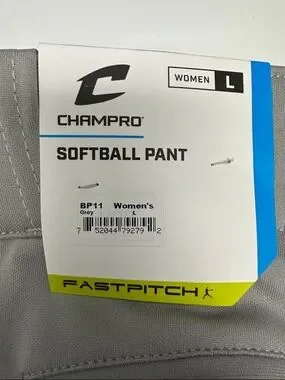 WOMEN L
CHAMPRO®
SOFTBALL PANT
BP11 Women's
Grey L
7 52044 79279 2
FASTPITCH